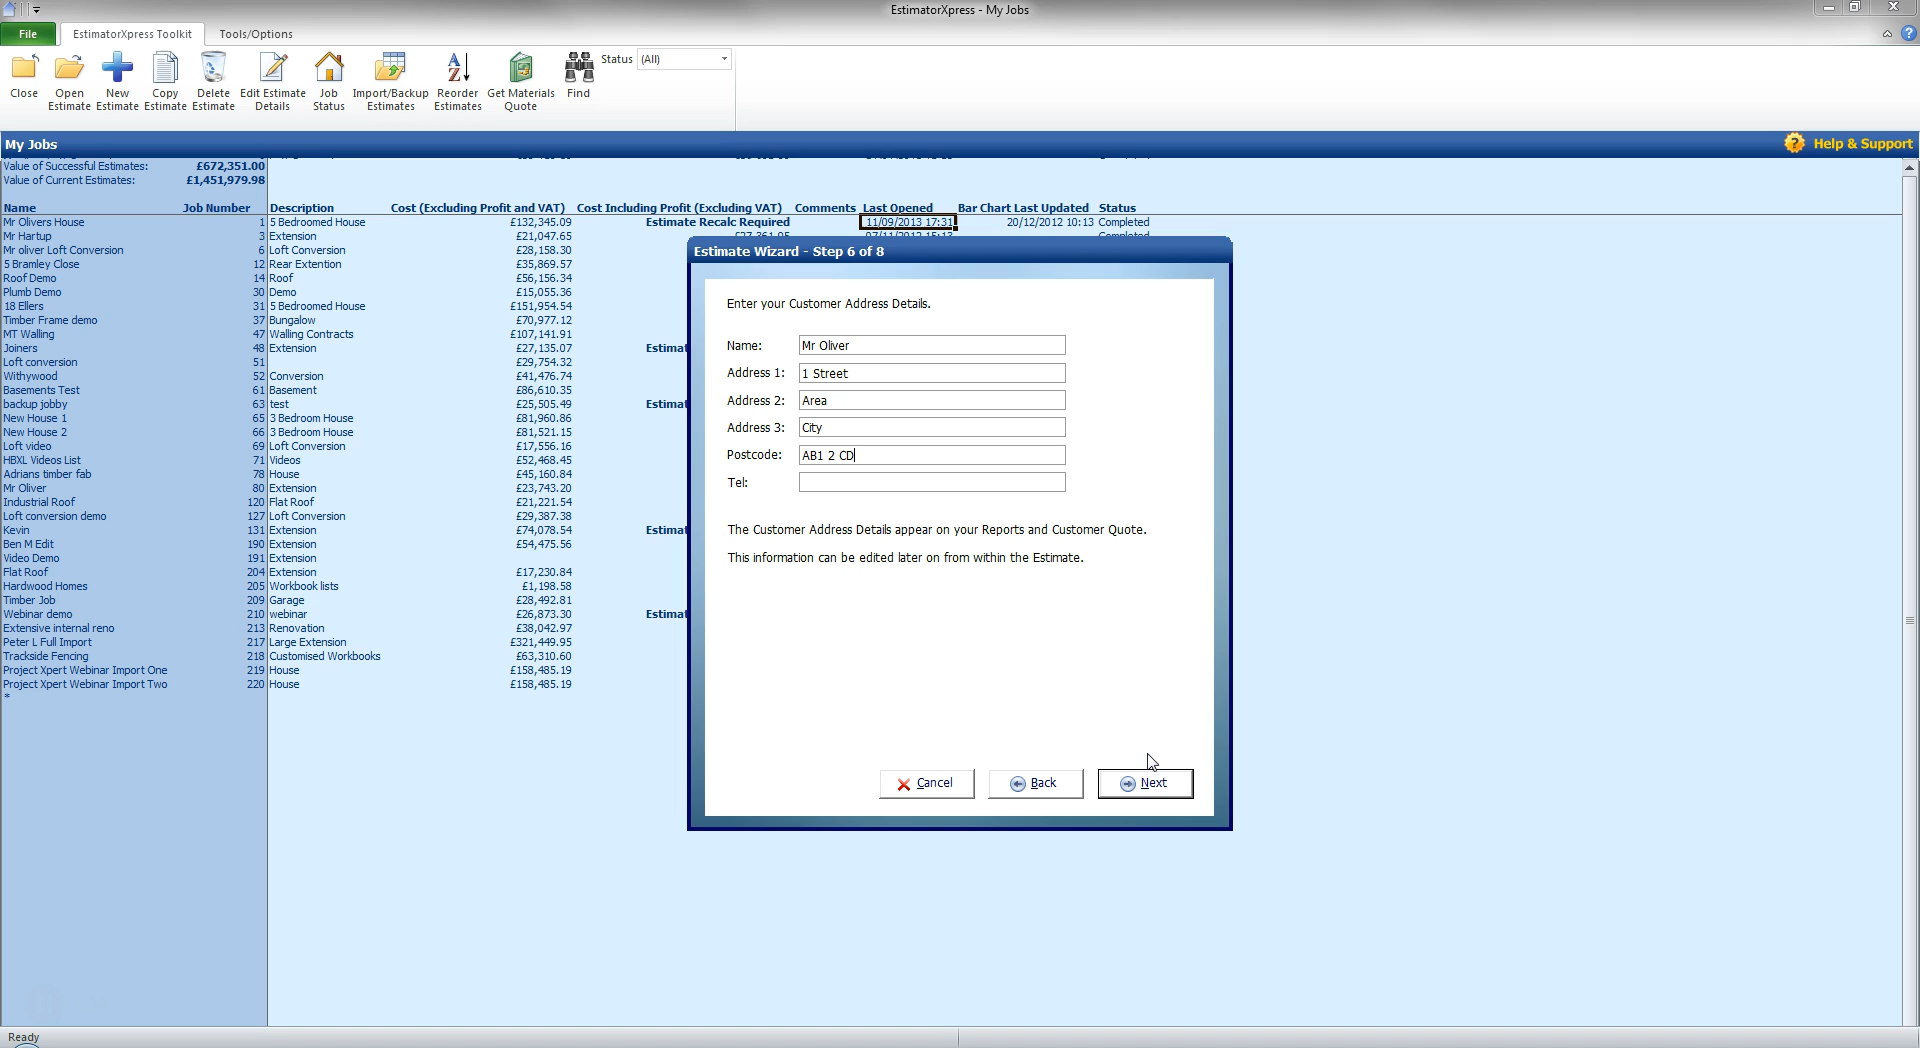 EstimatorXpress - My Jobs
File EstimatorXpress Toolkit Tools/Options
Close Open Estimate New Estimate Copy Estimate Delete Estimate Edit Estimate Details Job Status Import/Backup Estimates Reorder Estimates Get Materials Quote Find Status (All)
My Jobs Help & Support
Value of Successful Estimates: £672,351.00
Value of Current Estimates: £1,451,979.98
Name Job Number Description Cost (Excluding Profit and VAT) Cost Including Profit (Excluding VAT) Comments Last Opened Bar Chart Last Updated Status
Mr Olivers House 1 5 Bedroomed House £132,345.09 Estimate Recalc Required 11/09/2013 17:31 20/12/2012 10:13 Completed
Mr Hartup 3 Extension £21,047.65 £27,361.95 07/11/2012 15:13 Completed
Mr oliver Loft Conversion 6 Loft Conversion £28,158.30
5 Bramley Close 12 Rear Extention £35,869.57
Roof Demo 14 Roof £56,156.34
Plumb Demo 30 Demo £15,055.36
18 Ellers 31 5 Bedroomed House £151,954.54
Timber Frame demo 37 Bungalow £70,977.12
MT Walling 47 Walling Contracts £107,141.91
Joiners 48 Extension £27,135.07 Estimat
Loft conversion 51 £29,754.32
Withywood 52 Conversion £41,476.74
Basements Test 61 Basement £86,610.35
backup jobby 63 test £25,505.49 Estimat
New House 1 65 3 Bedroom House £81,960.86
New House 2 66 3 Bedroom House £81,521.15
Loft video 69 Loft Conversion £17,556.16
HBXL Videos List 71 Videos £52,468.45
Adrians timber fab 78 House £45,160.84
Mr Oliver 80 Extension £23,743.20
Industrial Roof 120 Flat Roof £21,221.54
Loft conversion demo 127 Loft Conversion £29,387.38
Kevin 131 Extension £74,078.54 Estimat
Ben M Edit 190 Extension £54,475.56
Video Demo 191 Extension
Flat Roof 204 Extension £17,230.84
Hardwood Homes 205 Workbook lists £1,198.58
Timber Job 209 Garage £28,492.81
Webinar demo 210 webinar £26,873.30 Estimat
Extensive internal reno 213 Renovation £38,042.97
Peter L Full Import 217 Large Extension £321,449.95
Trackside Fencing 218 Customised Workbooks £63,310.60
Project Xpert Webinar Import One 219 House £158,485.19
Project Xpert Webinar Import Two 220 House £158,485.19
*
Estimate Wizard - Step 6 of 8
Enter your Customer Address Details.
Name: Mr Oliver
Address 1: 1 Street
Address 2: Area
Address 3: City
Postcode: AB1 2 CD
Tel:
The Customer Address Details appear on your Reports and Customer Quote.
This information can be edited later on from within the Estimate.
Cancel Back Next
Ready